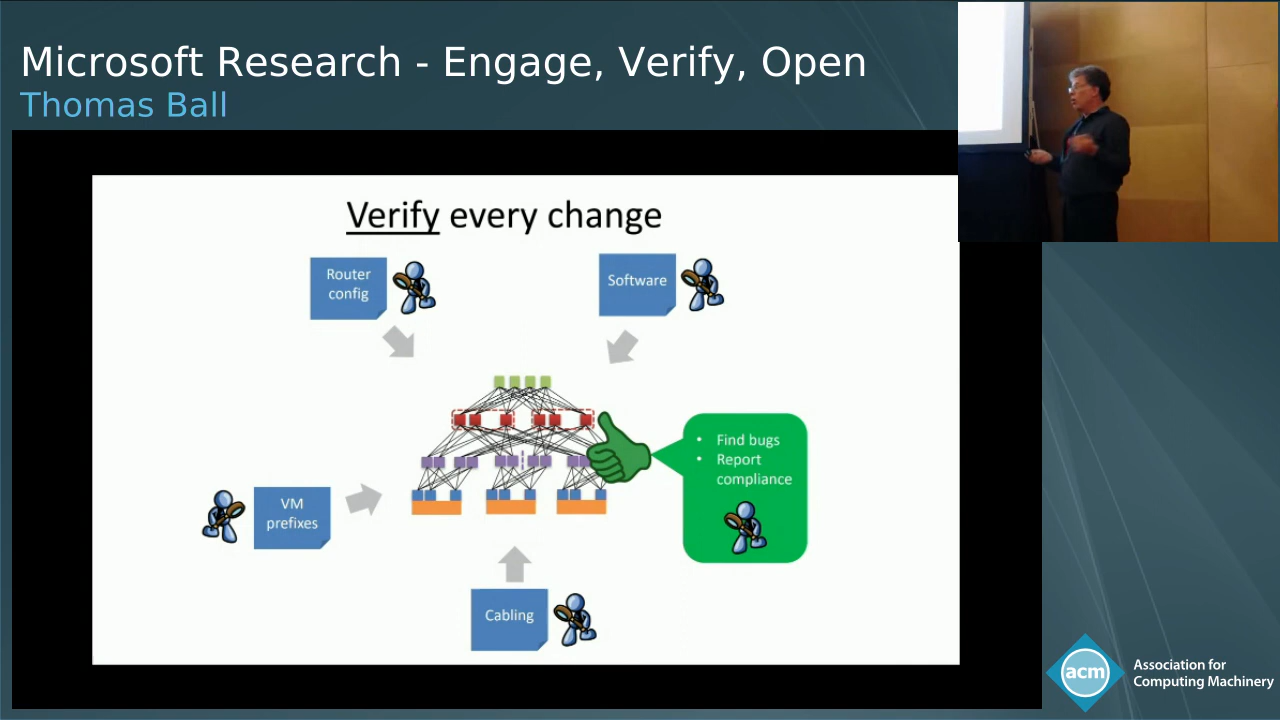 Microsoft Research - Engage, Verify, Open
Thomas Ball
Verify every change
Router
config
Software
• Find bugs
• Report
compliance
VM
prefixes
Cabling
acm
Association for
Computing Machinery